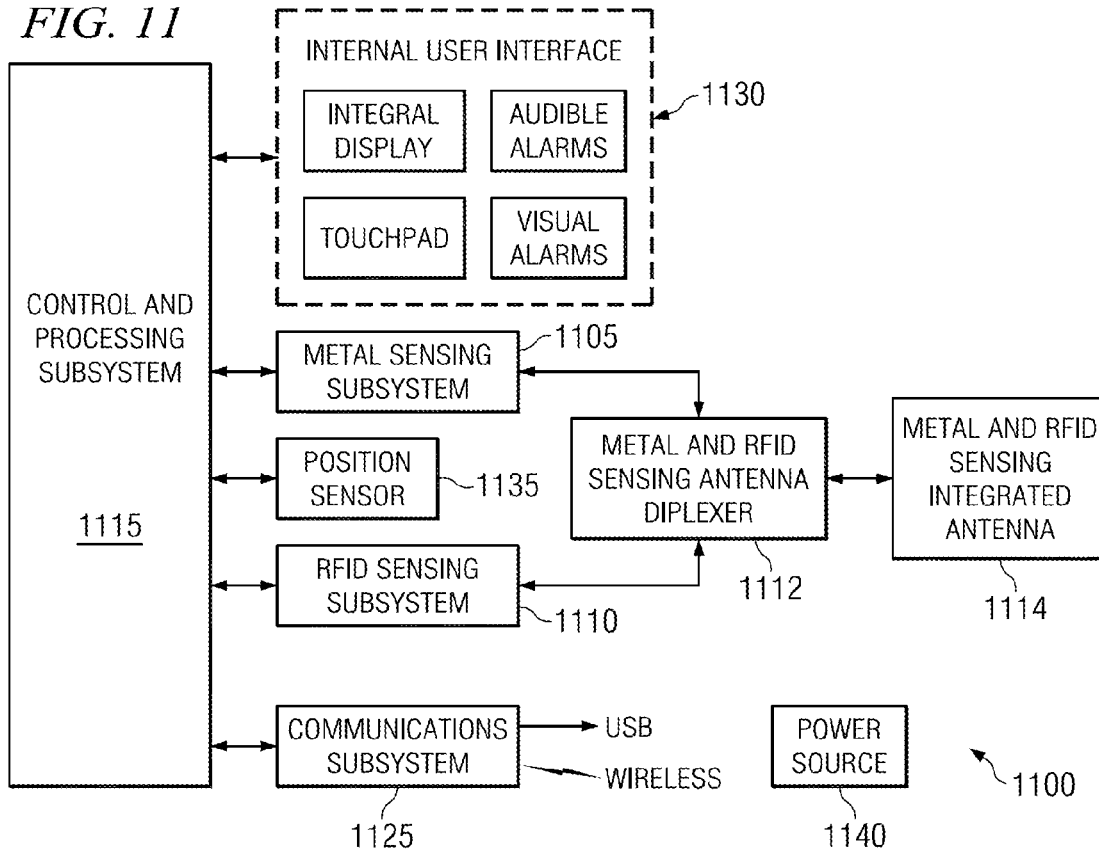 FIG. 11
INTERNAL USER INTERFACE
1130
INTEGRAL
DISPLAY
AUDIBLE
ALARMS
TOUCHPAD
VISUAL
ALARMS
CONTROL AND
PROCESSING
SUBSYSTEM
1115
METAL SENSING
SUBSYSTEM
1105
POSITION
SENSOR
1135
RFID SENSING
SUBSYSTEM
1110
METAL AND RFID
SENSING ANTENNA
DIPLEXER
1112
METAL AND RFID
SENSING
INTEGRATED
ANTENNA
1114
COMMUNICATIONS
SUBSYSTEM
1125
USB
WIRELESS
POWER
SOURCE
1140
1100